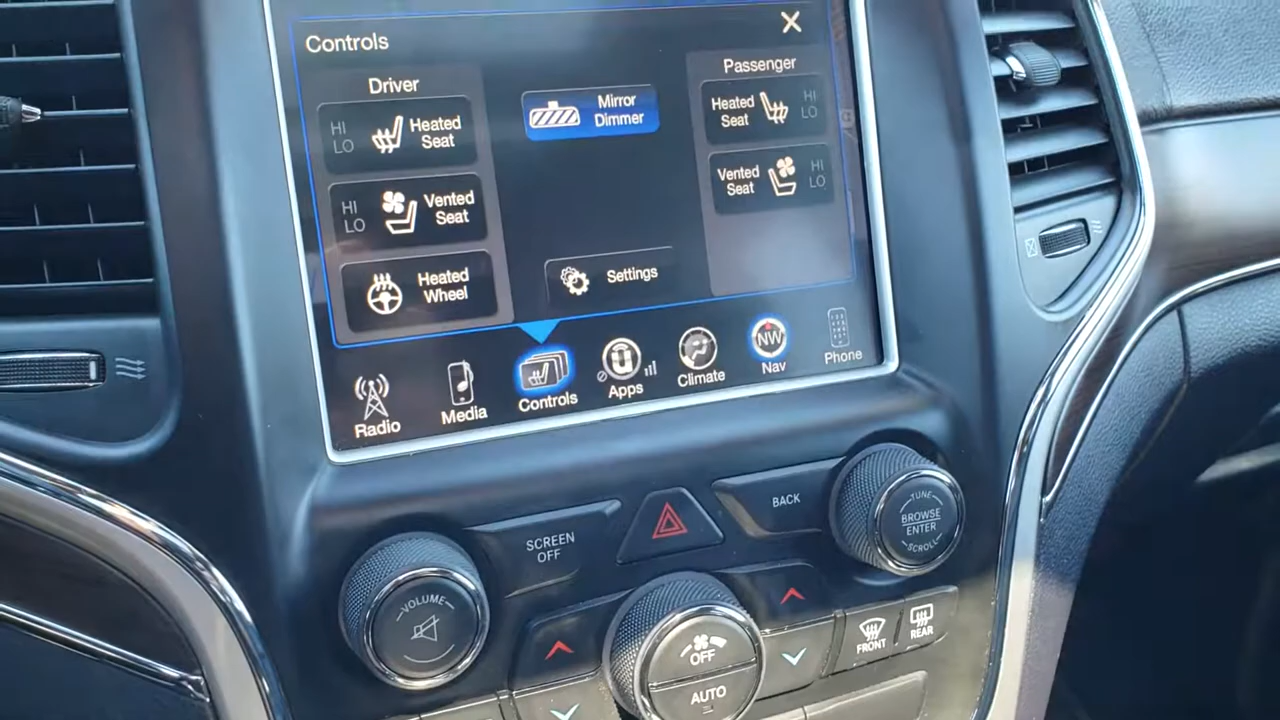 Controls
X
Driver
Passenger
HI
LO
Heated
Seat
Mirror
Dimmer
Heated
Seat
HI
LO
HI
LO
Vented
Seat
Vented
Seat
HI
LO
Heated
Wheel
Settings
Radio
Media
Controls
Apps
Climate
NW
Nav
Phone
SCREEN
OFF
BACK
TUNE
BROWSE
ENTER
SCROLL
VOLUME
OFF
AUTO
FRONT
REAR